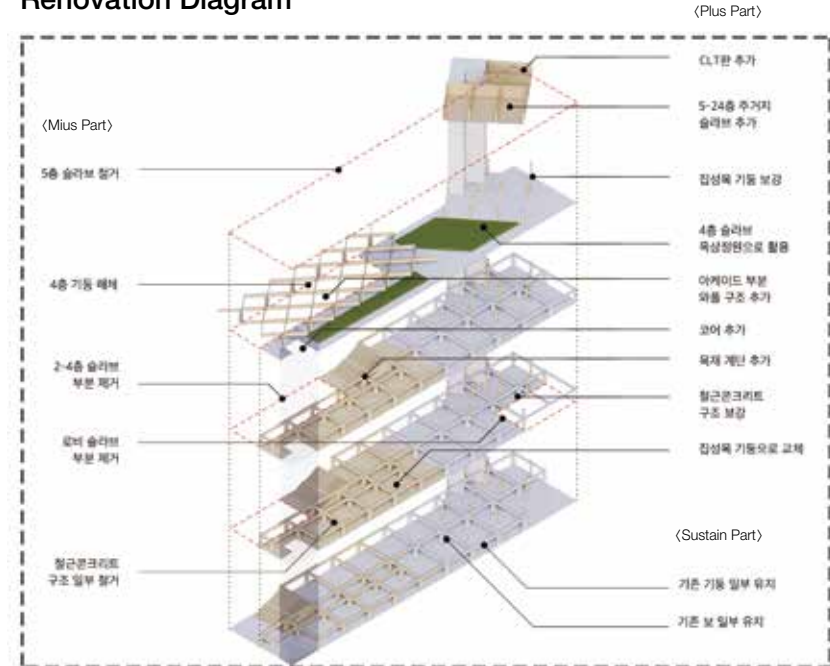 Renovation Diagram
〈Plus Part〉
CLT판 추가
5-24층 주거지
슬라브 추가
집성목 기둥 보강
4층 슬라브
옥상정원으로 활용
아케이드 부분
와플 구조 추가
코어 추가
목재 계단 추가
철근콘크리트
구조 보강
집성목 기둥으로 교체
〈Mius Part〉
5층 슬라브 철거
4층 기둥 해체
2-4층 슬라브
부분 제거
로비 슬라브
부분 제거
철근콘크리트
구조 일부 철거
〈Sustain Part〉
기존 기둥 일부 유지
기존 보 일부 유지